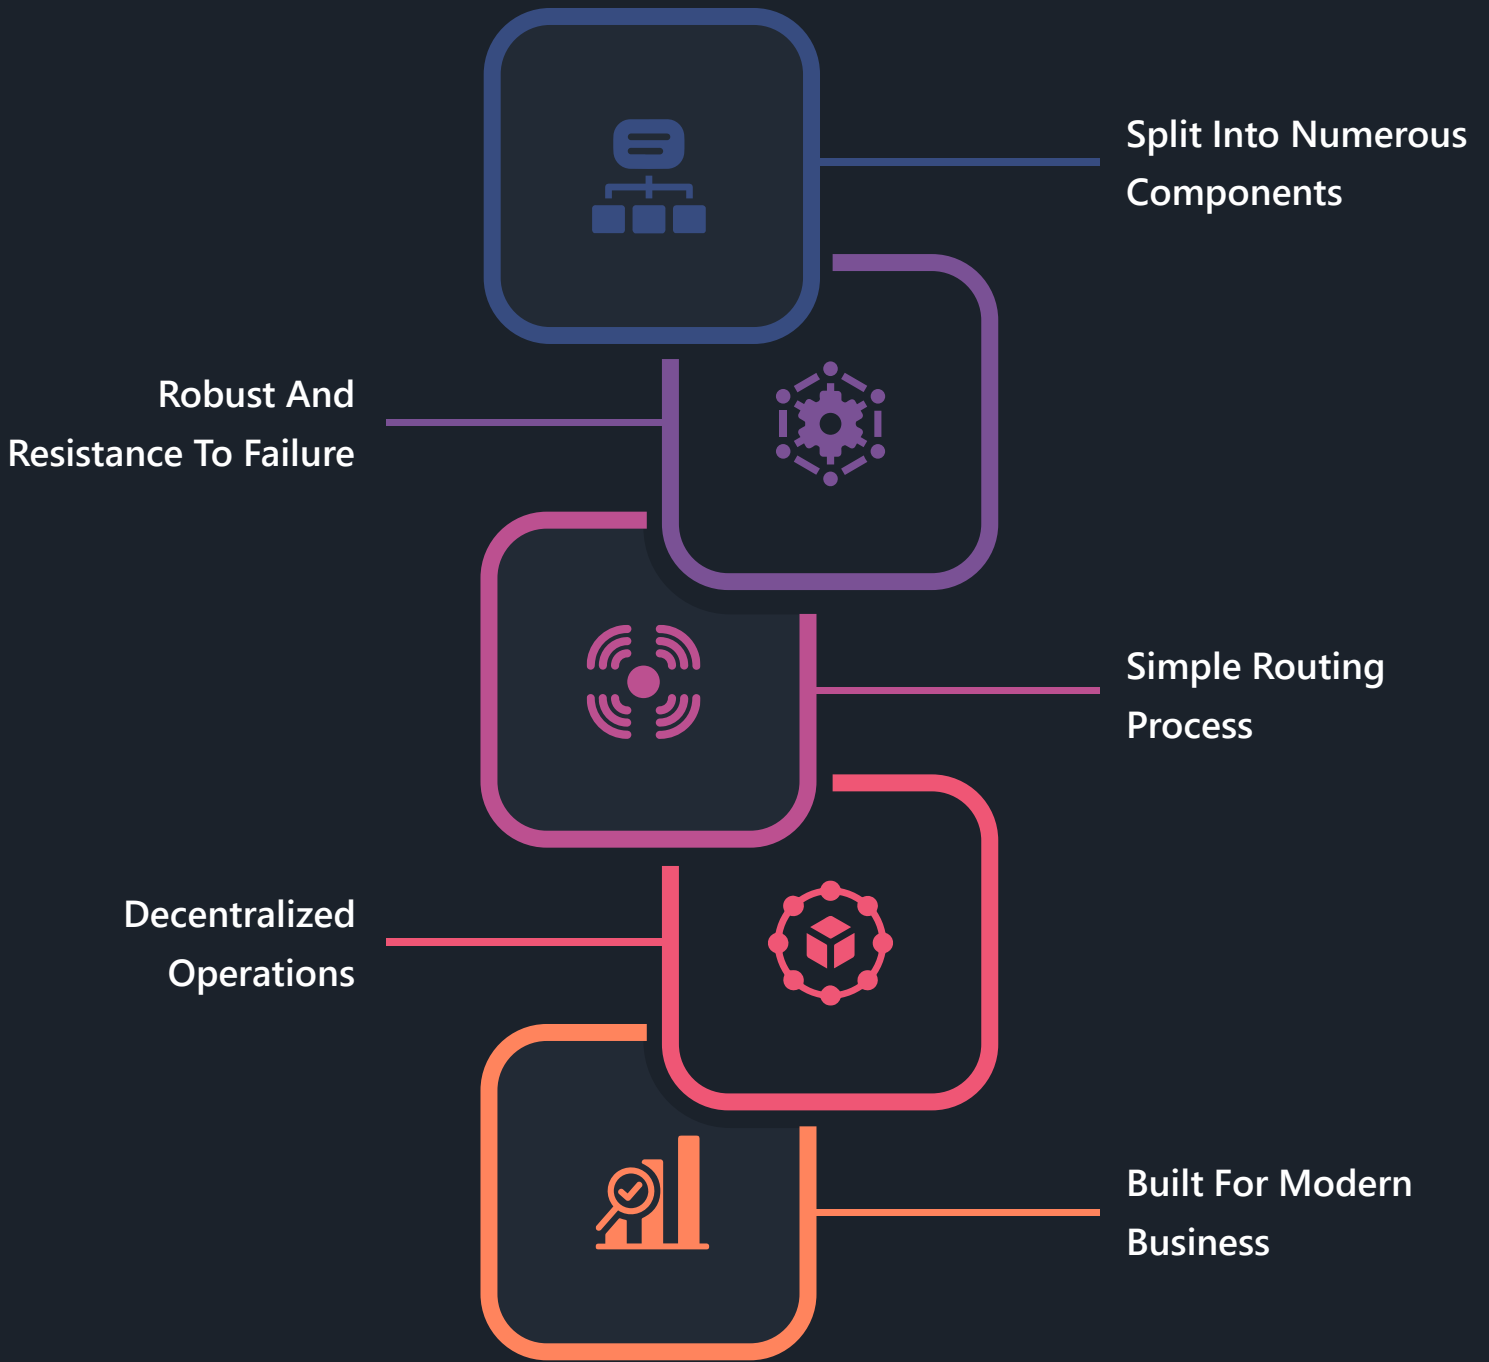 Split Into Numerous
Components
Robust And
Resistance To Failure
Simple Routing
Process
Decentralized
Operations
Built For Modern
Business